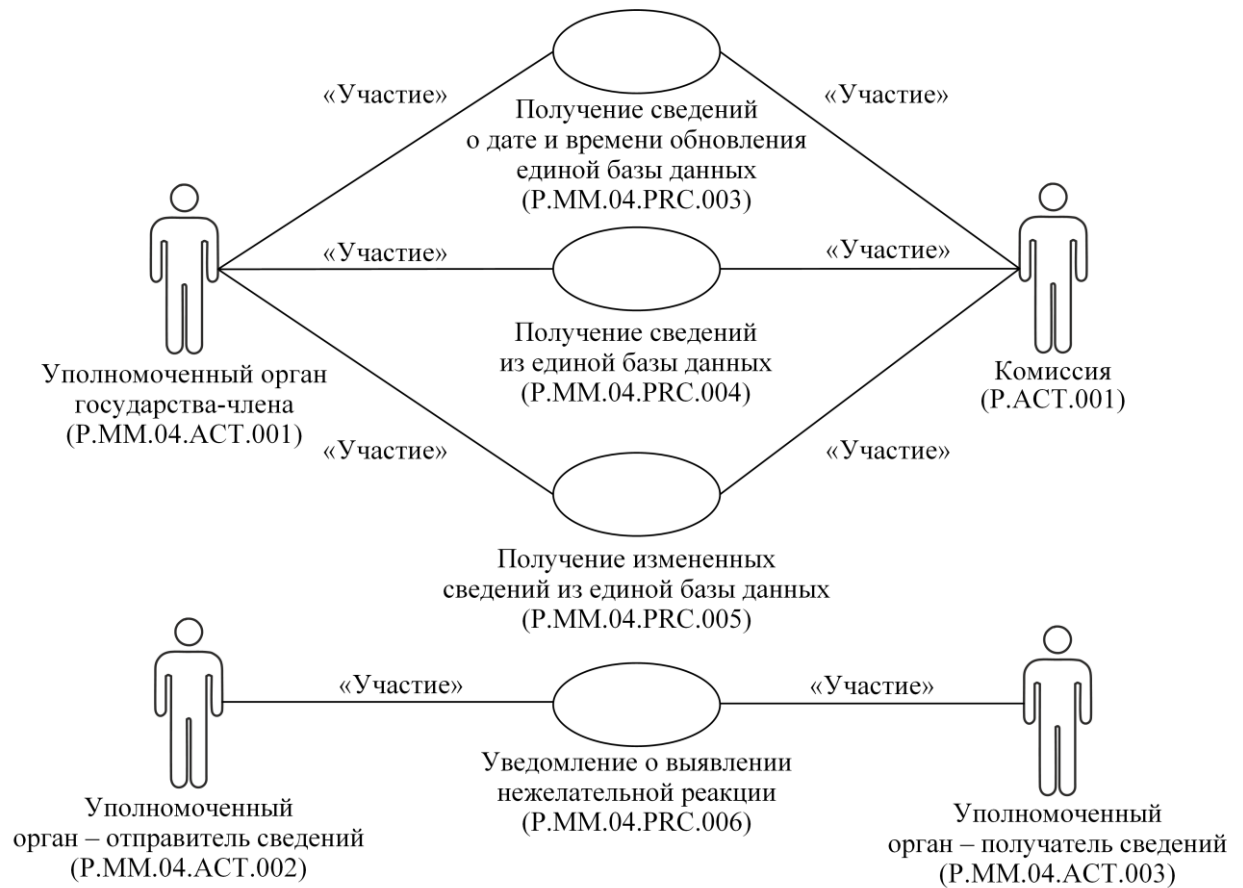 «Участие»
«Участие»
Получение сведений
о дате и времени обновления
единой базы данных
(P.MM.04.PRC.003)
«Участие»
«Участие»
Получение сведений
из единой базы данных
(P.MM.04.PRC.004)
Уполномоченный орган
государства-члена
(P.MM.04.ACT.001)
Комиссия
(P.ACT.001)
«Участие»
«Участие»
Получение измененных
сведений из единой базы данных
(P.MM.04.PRC.005)
«Участие»
«Участие»
Уведомление о выявлении
нежелательной реакции
(P.MM.04.PRC.006)
Уполномоченный
орган – отправитель сведений
(P.MM.04.ACT.002)
Уполномоченный
орган – получатель сведений
(P.MM.04.ACT.003)